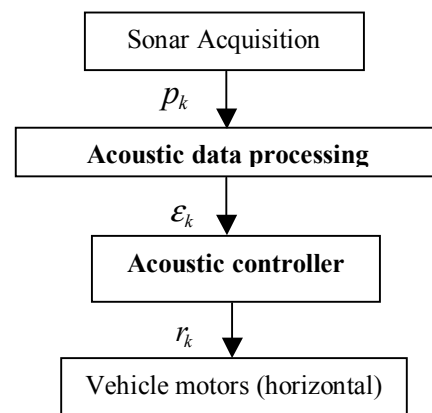 Sonar Acquisition
p_k
Acoustic data processing
ε_k
Acoustic controller
r_k
Vehicle motors (horizontal)